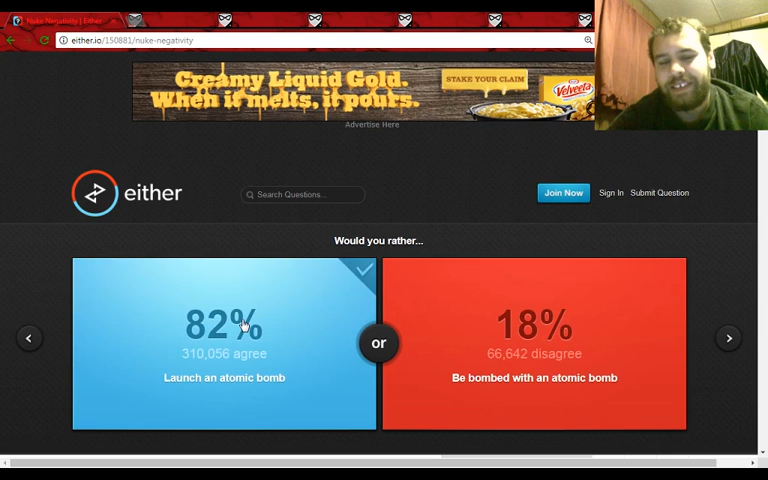 Nuke Negativity | Either
either.io/150881/nuke-negativity
Creamy Liquid Gold.
When it melts, it pours.
STAKE YOUR CLAIM
Velveeta
Advertise Here
either
Search Questions...
Join Now
Sign In
Submit Question
Would you rather...
82%
310,056 agree
Launch an atomic bomb
or
18%
66,642 disagree
Be bombed with an atomic bomb